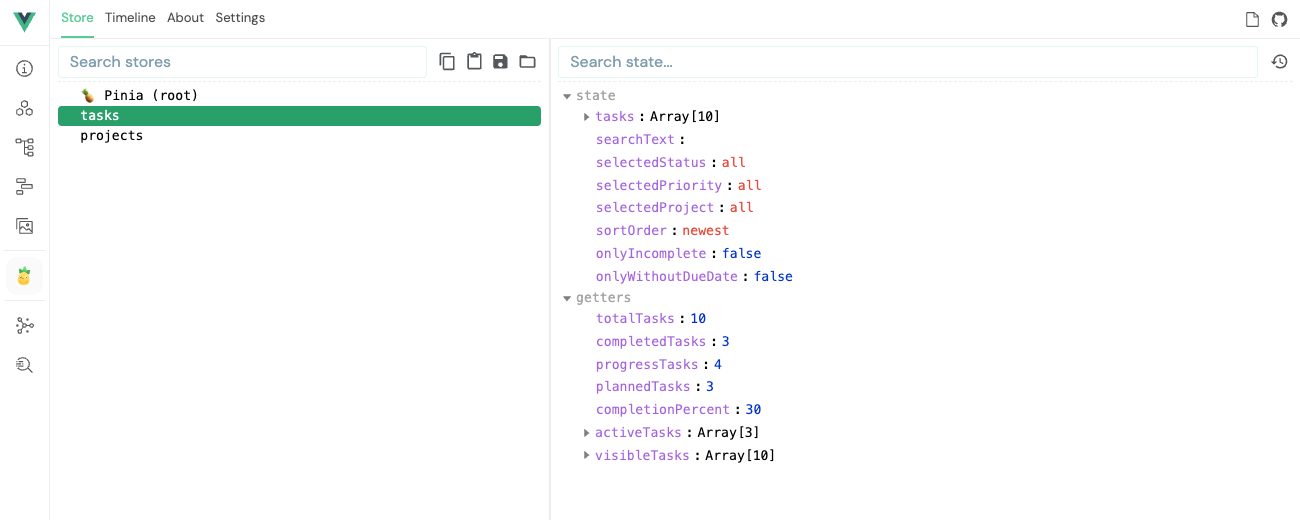 Store Timeline About Settings
Search stores
🍍 Pinia (root)
tasks
projects
Search state...
state
tasks : Array[10]
searchText :
selectedStatus : all
selectedPriority : all
selectedProject : all
sortOrder : newest
onlyIncomplete : false
onlyWithoutDueDate : false
getters
totalTasks : 10
completedTasks : 3
progressTasks : 4
plannedTasks : 3
completionPercent : 30
activeTasks : Array[3]
visibleTasks : Array[10]